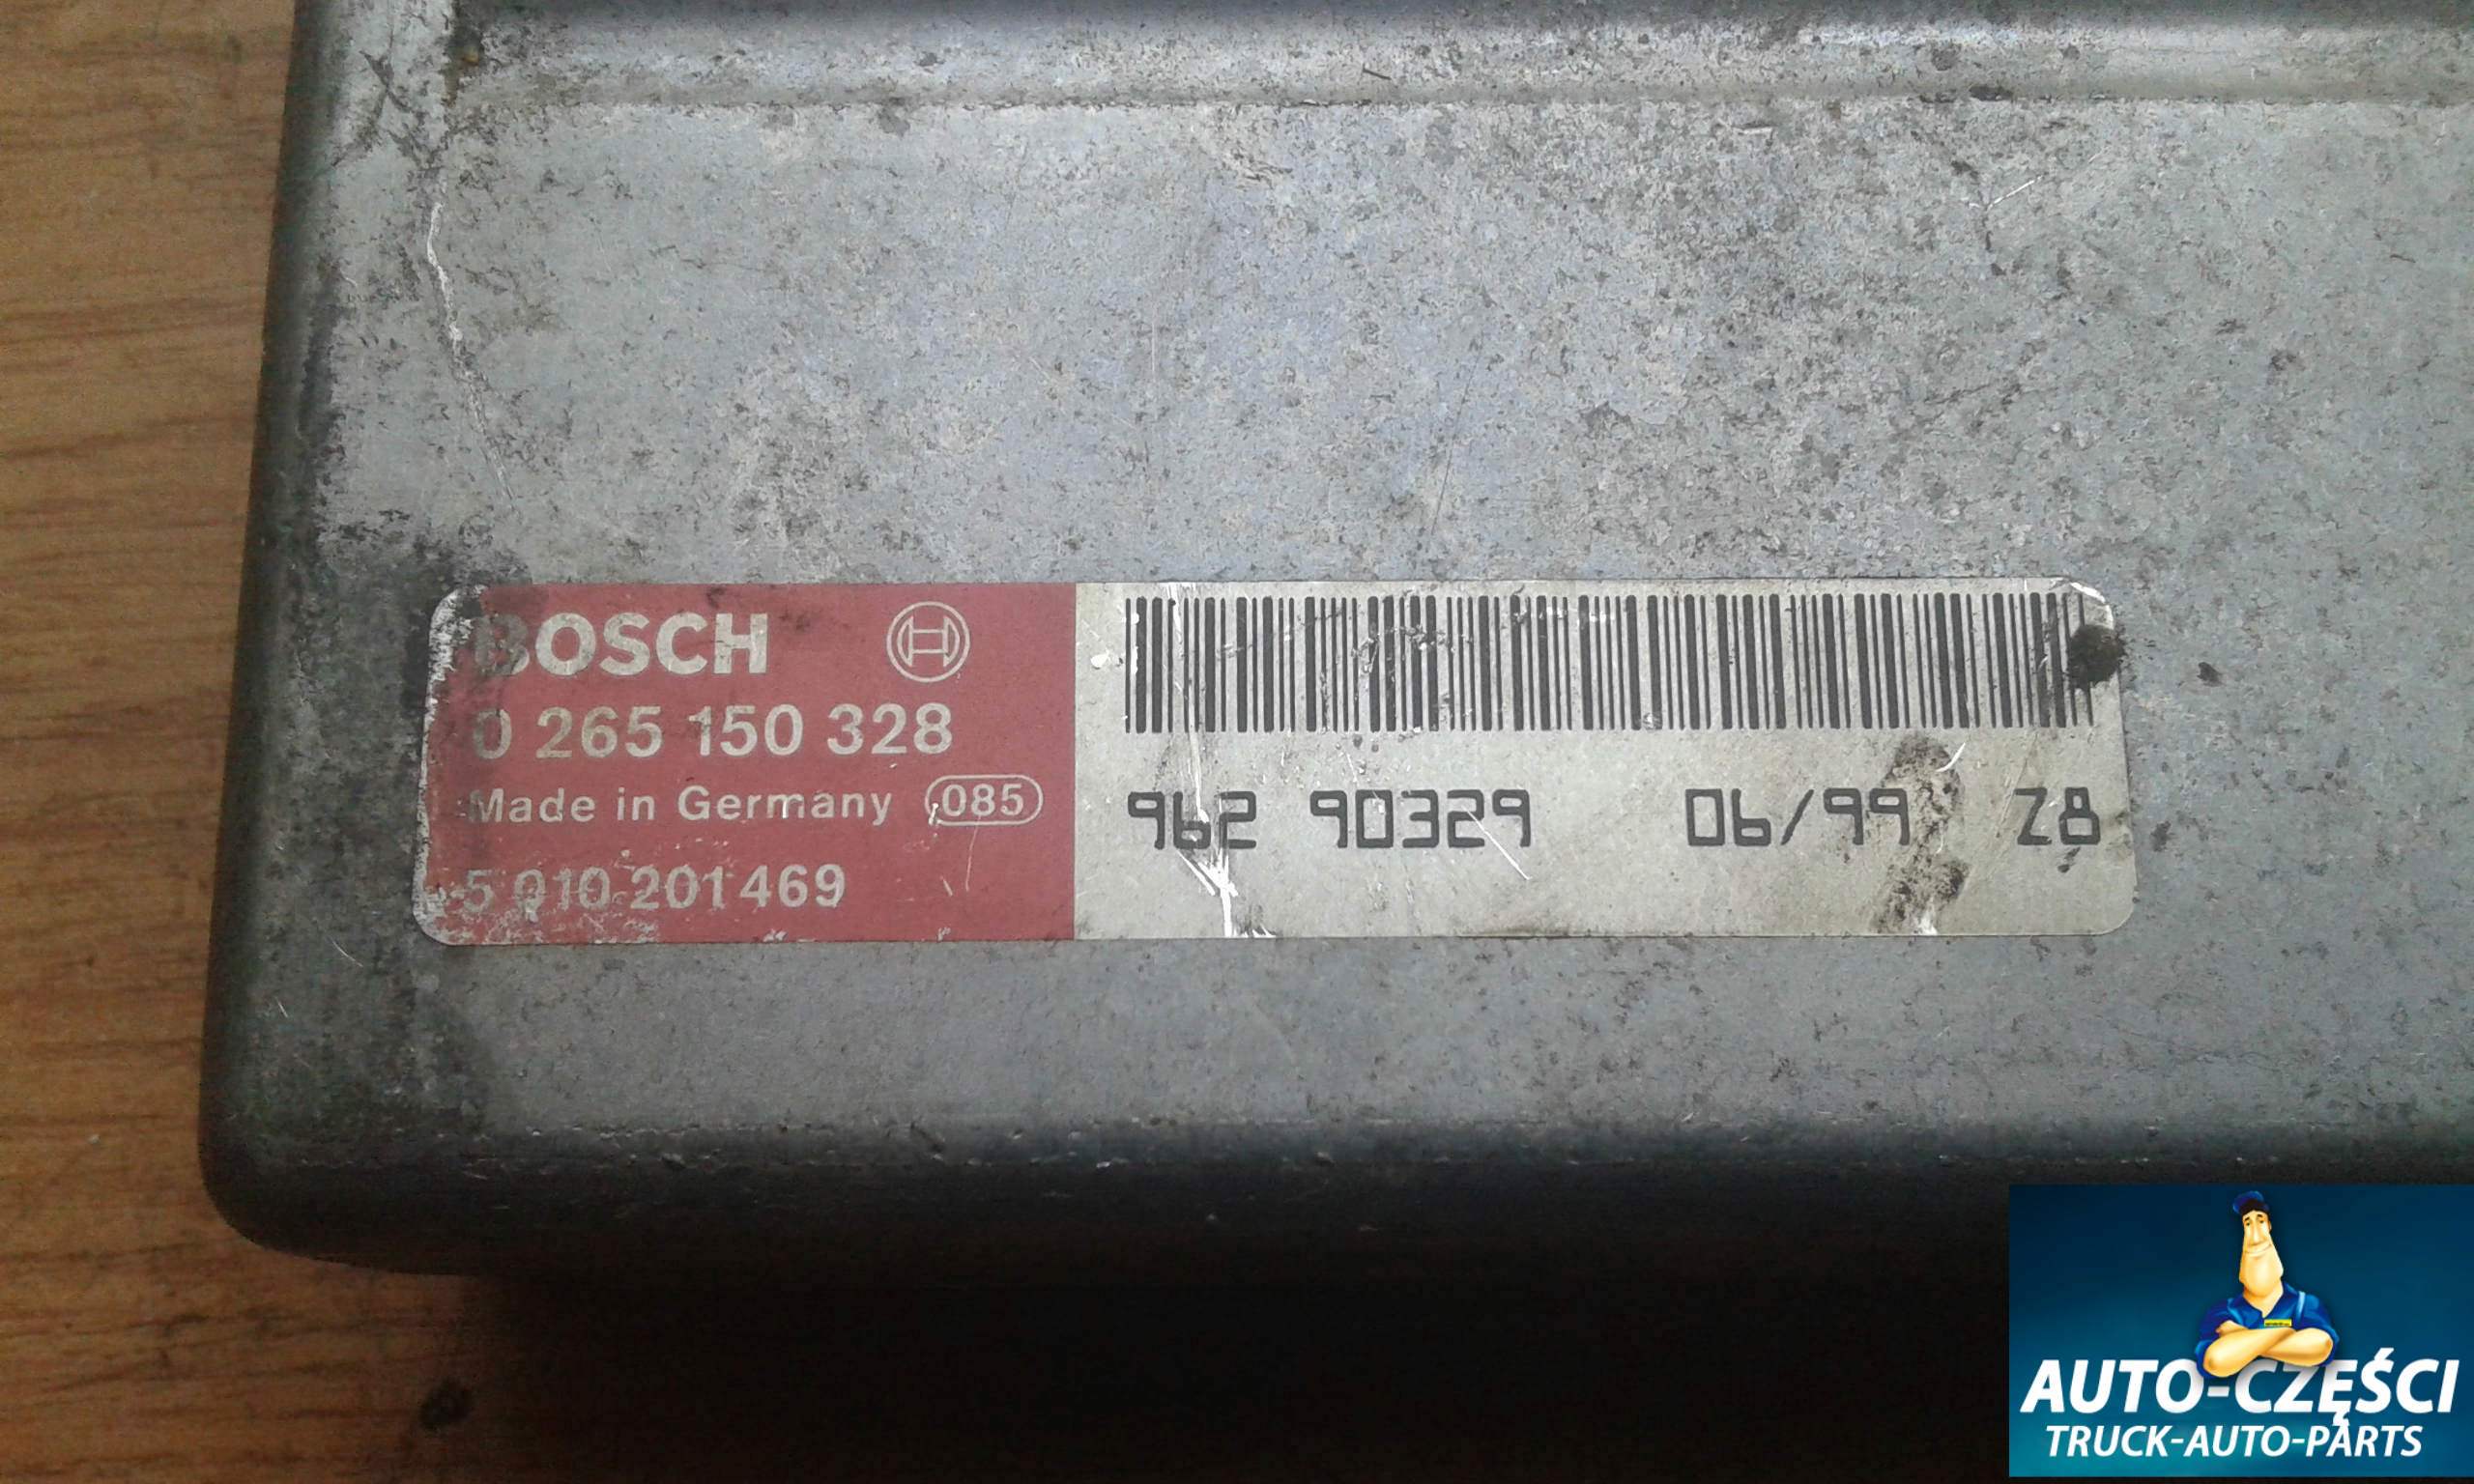 BOSCH
0 265 150 328
Made in Germany 085
5 010 201 469
962 90329 06/99 Z8
AUTO-CZĘŚCI
TRUCK-AUTO-PARTS